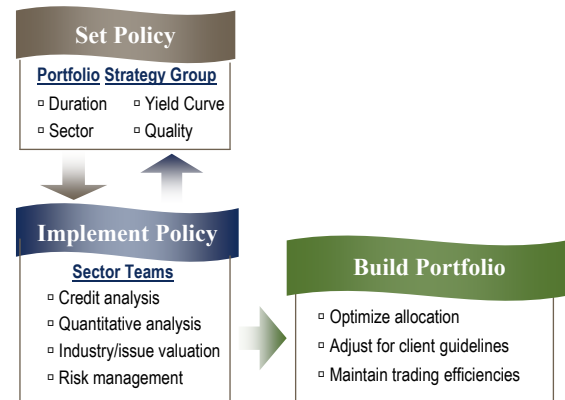 Set Policy
Portfolio Strategy Group
▫ Duration ▫ Yield Curve
▫ Sector ▫ Quality
Implement Policy
Sector Teams
▫ Credit analysis
▫ Quantitative analysis
▫ Industry/issue valuation
▫ Risk management
Build Portfolio
▫ Optimize allocation
▫ Adjust for client guidelines
▫ Maintain trading efficiencies